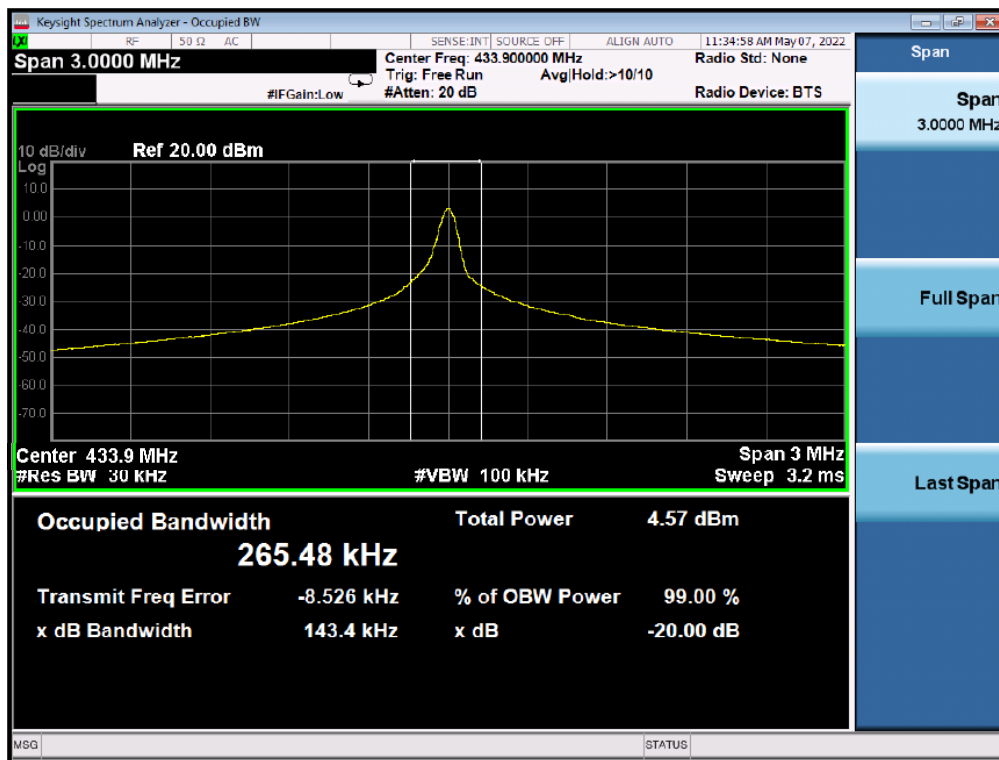 Keysight Spectrum Analyzer - Occupied BW
LXI RF 50 Ω AC SENSE:INT SOURCE OFF ALIGN AUTO 11:34:58 AM May 07, 2022
Span 3.0000 MHz
Center Freq: 433.900000 MHz Radio Std: None
Trig: Free Run Avg|Hold:>10/10
#IFGain:Low #Atten: 20 dB Radio Device: BTS
10 dB/div Ref 20.00 dBm
Log
10.0
0.00
-10.0
-20.0
-30.0
-40.0
-50.0
-60.0
-70.0
Center 433.9 MHz Span 3 MHz
#Res BW 30 kHz #VBW 100 kHz Sweep 3.2 ms
Occupied Bandwidth Total Power 4.57 dBm
265.48 kHz
Transmit Freq Error -8.526 kHz % of OBW Power 99.00 %
x dB Bandwidth 143.4 kHz x dB -20.00 dB
MSG STATUS
Span
Span
3.0000 MHz
Full Span
Last Span